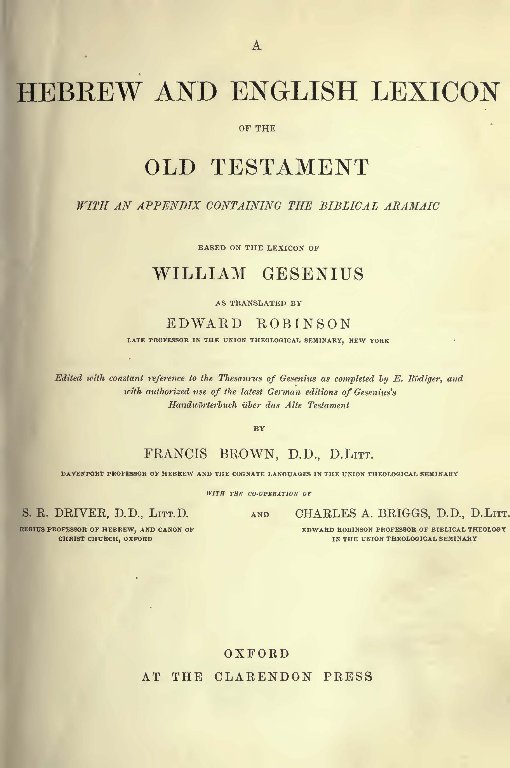 A
HEBREW AND ENGLISH LEXICON
OF THE
OLD TESTAMENT
WITH AN APPENDIX CONTAINING THE BIBLICAL ARAMAIC
BASED ON THE LEXICON OF
WILLIAM GESENIUS
AS TRANSLATED BY
EDWARD ROBINSON
LATE PROFESSOR IN THE UNION THEOLOGICAL SEMINARY, NEW YORK
Edited with constant reference to the Thesaurus of Gesenius as completed by E. Rödiger, and
with authorized use of the latest German editions of Gesenius's
Handwörterbuch über das Alte Testament
BY
FRANCIS BROWN, D.D., D.LITT.
DAVENPORT PROFESSOR OF HEBREW AND THE COGNATE LANGUAGES IN THE UNION THEOLOGICAL SEMINARY
WITH THE CO-OPERATION OF
S. R. DRIVER, D.D., LITT.D. AND CHARLES A. BRIGGS, D.D., D.LITT.
REGIUS PROFESSOR OF HEBREW, AND CANON OF EDWARD ROBINSON PROFESSOR OF BIBLICAL THEOLOGY
CHRIST CHURCH, OXFORD IN THE UNION THEOLOGICAL SEMINARY
OXFORD
AT THE CLARENDON PRESS